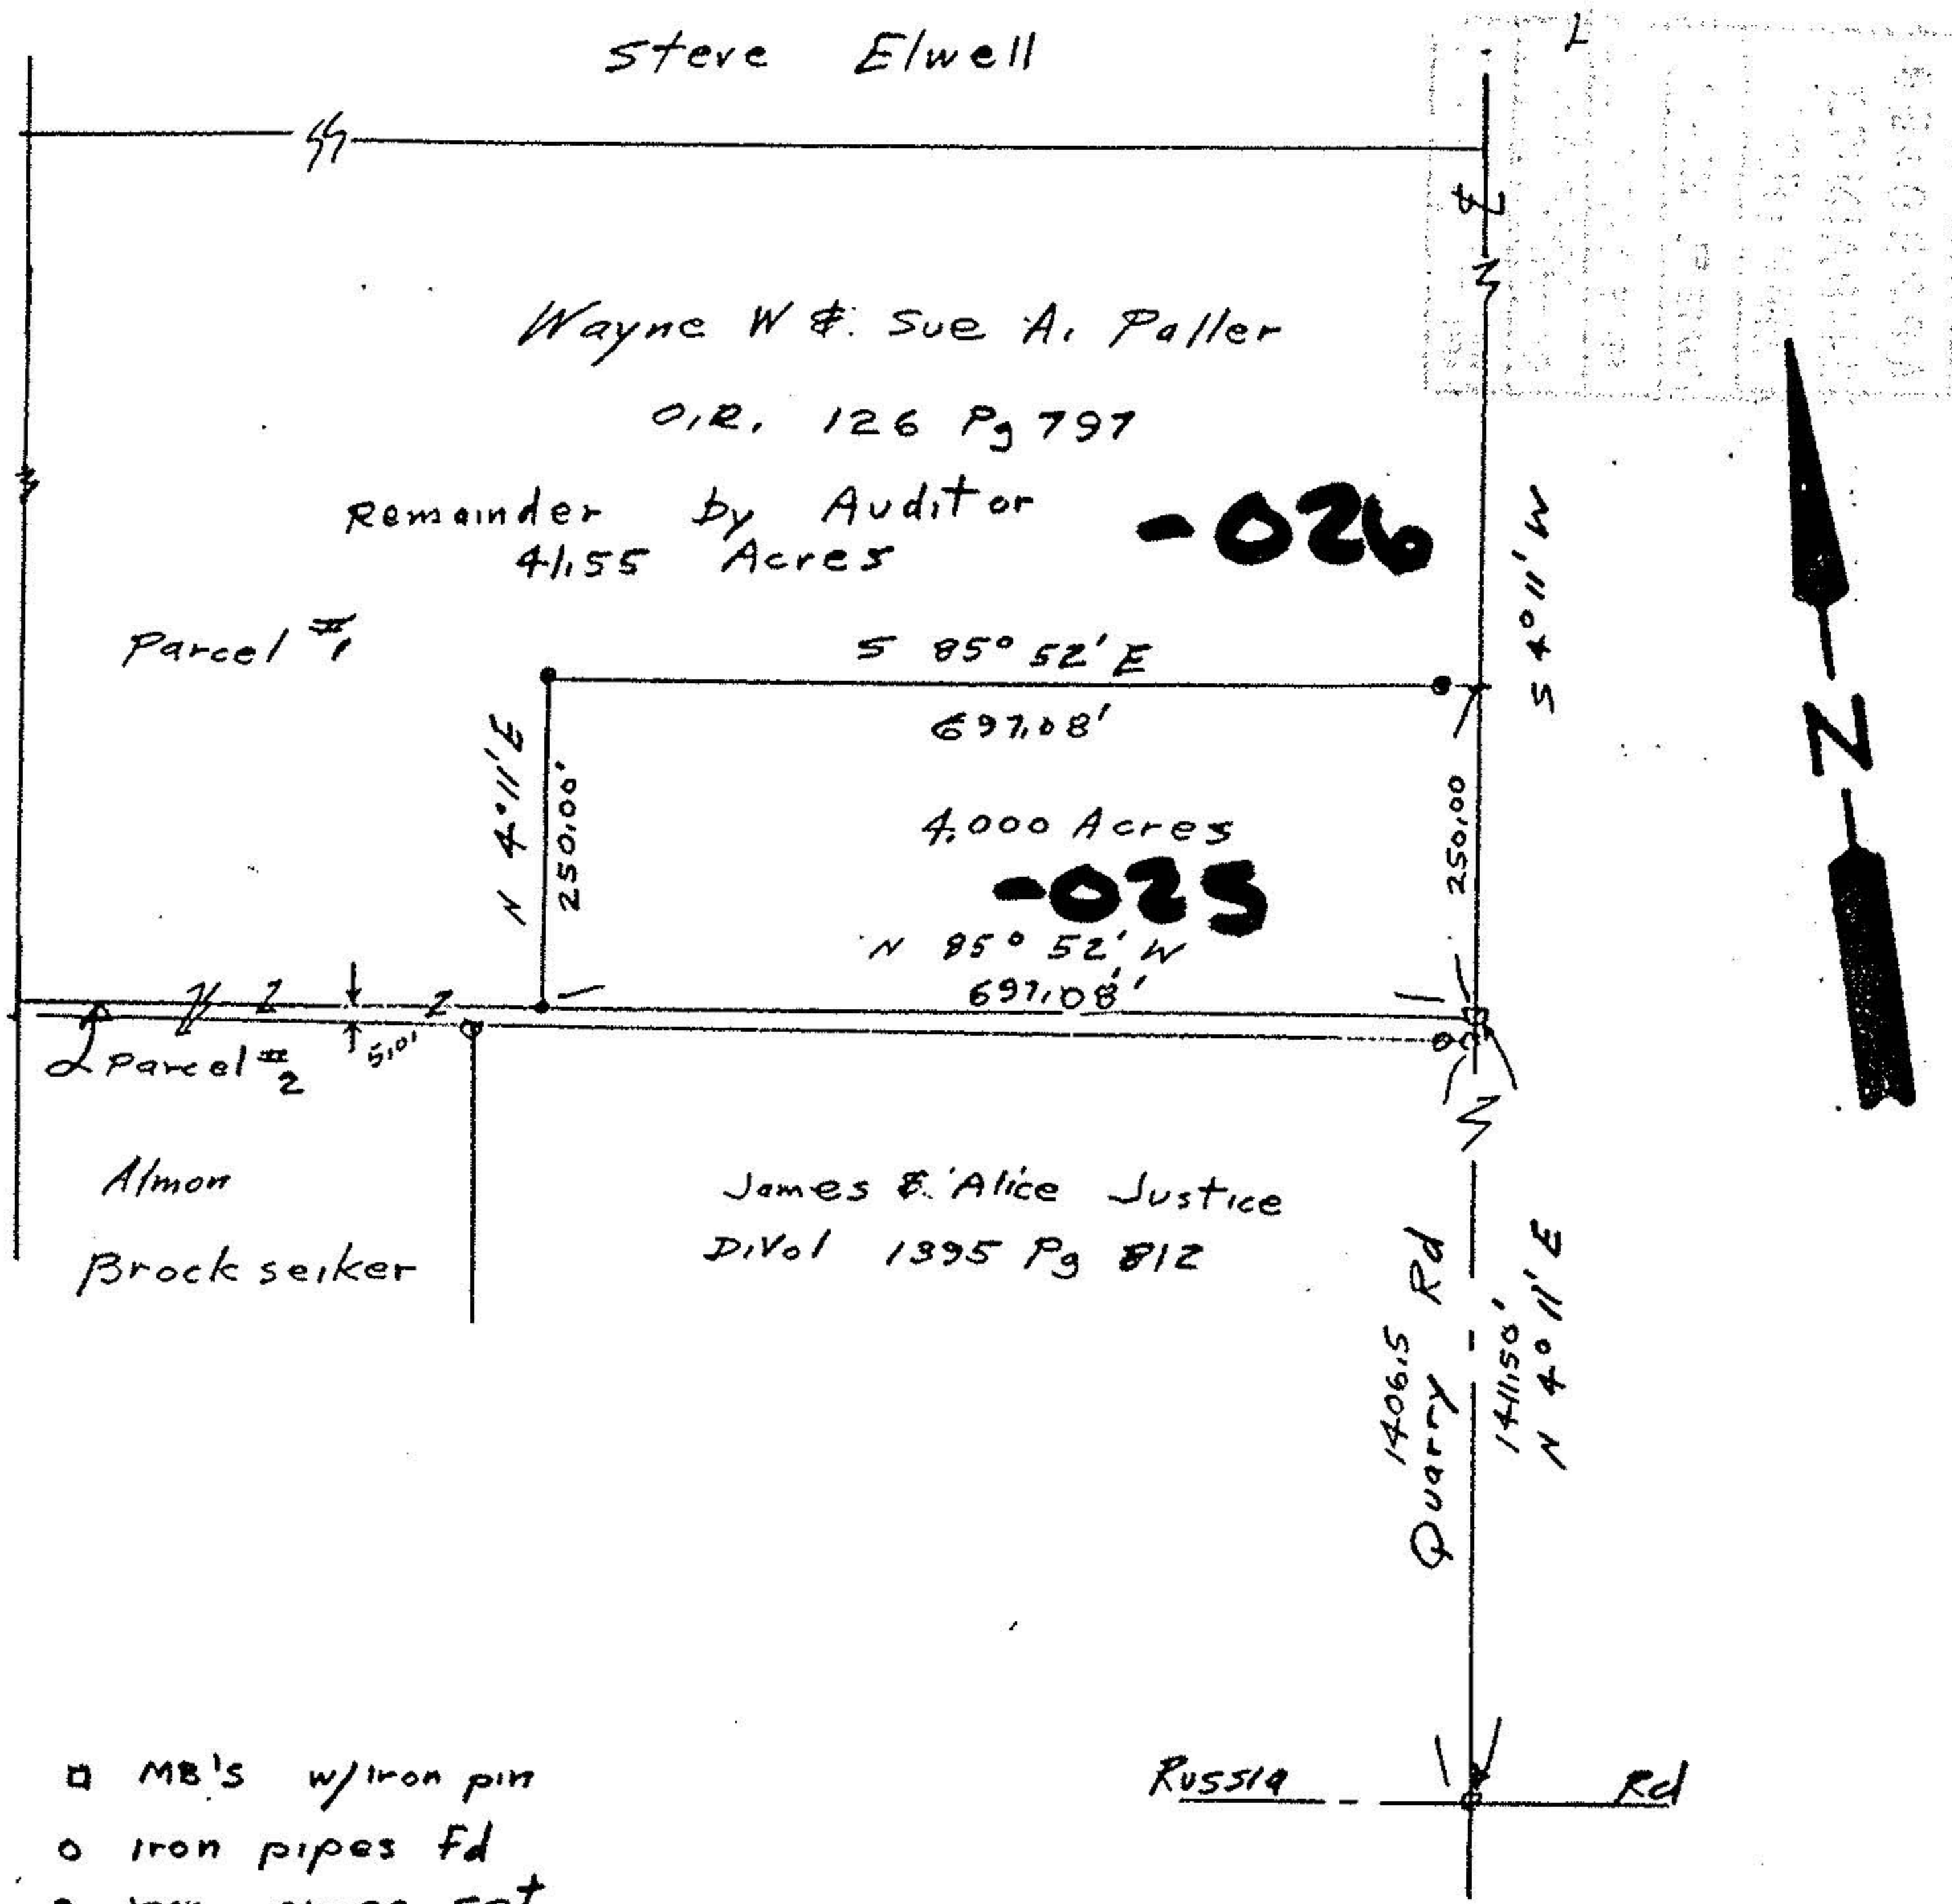 Steve Elwell
Wayne W & Sue A. Paller
O.R. 126 Pg 797
Remainder by Auditor
41.55 Acres
-026
Parcel #1
S 4° 11' W
S 85° 52' E
697.08'
N 4° 11' E
250.00'
4.000 Acres
250.00
-025
N 85° 52' W
697.08'
N
5.0'
Parcel #2
Almon
Brockseiker
James & Alice Justice
D.Vol 1395 Pg 812
1406.5
Quarry Rd
1411.50'
N 4° 11' E
Russia Rd
MB's w/iron pin
Iron pipes Fd